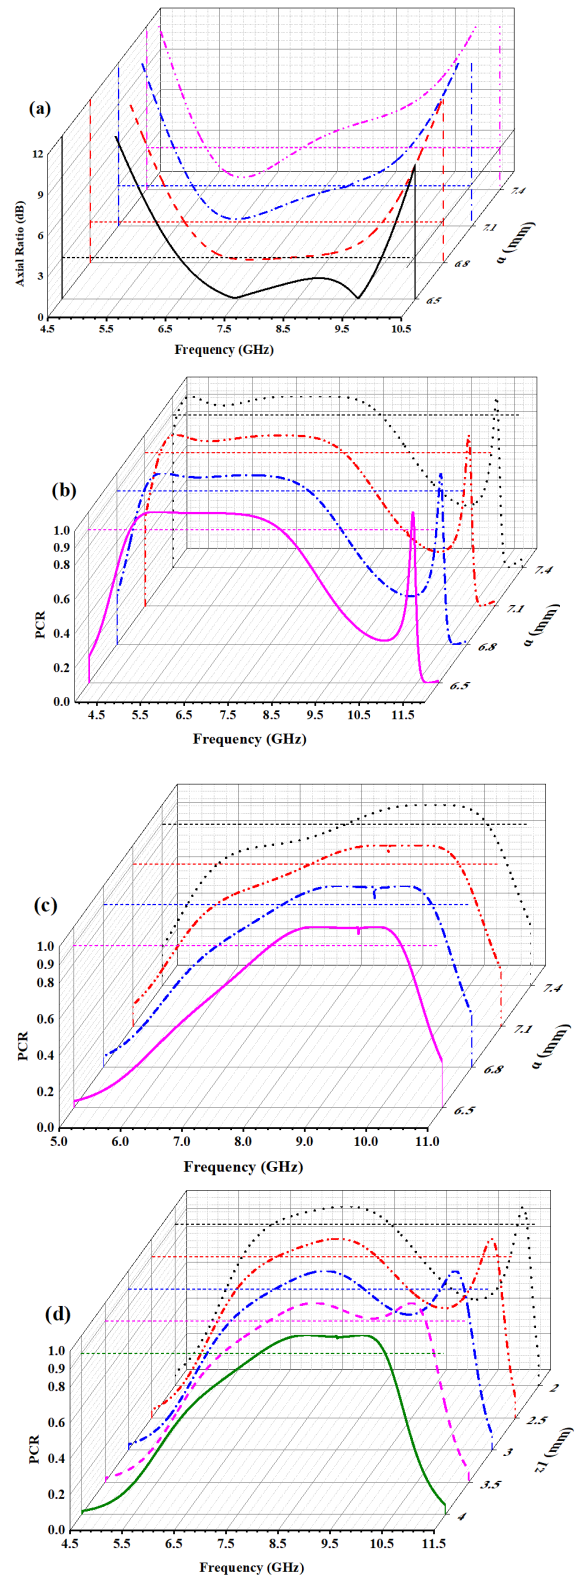 (a)
12
9
6
3
0
Axial Ratio (dB)
4.5 5.5 6.5 7.5 8.5 9.5 10.5
Frequency (GHz)
7.4
7.1
6.8
6.5
u (mm)
(b)
1.0
0.9
0.8
0.6
0.4
0.2
0.0
PCR
4.5 5.5 6.5 7.5 8.5 9.5 10.5 11.5
Frequency (GHz)
7.4
7.1
6.8
6.5
u (mm)
(c)
1.0
0.9
0.8
0.6
0.4
0.2
0.0
PCR
5.0 6.0 7.0 8.0 9.0 10.0 11.0
Frequency (GHz)
7.4
7.1
6.8
6.5
u (mm)
(d)
1.0
0.9
0.8
0.6
0.4
0.2
0.0
PCR
4.5 5.5 6.5 7.5 8.5 9.5 10.5 11.5
Frequency (GHz)
2
2.5
3
3.5
4
z1 (mm)